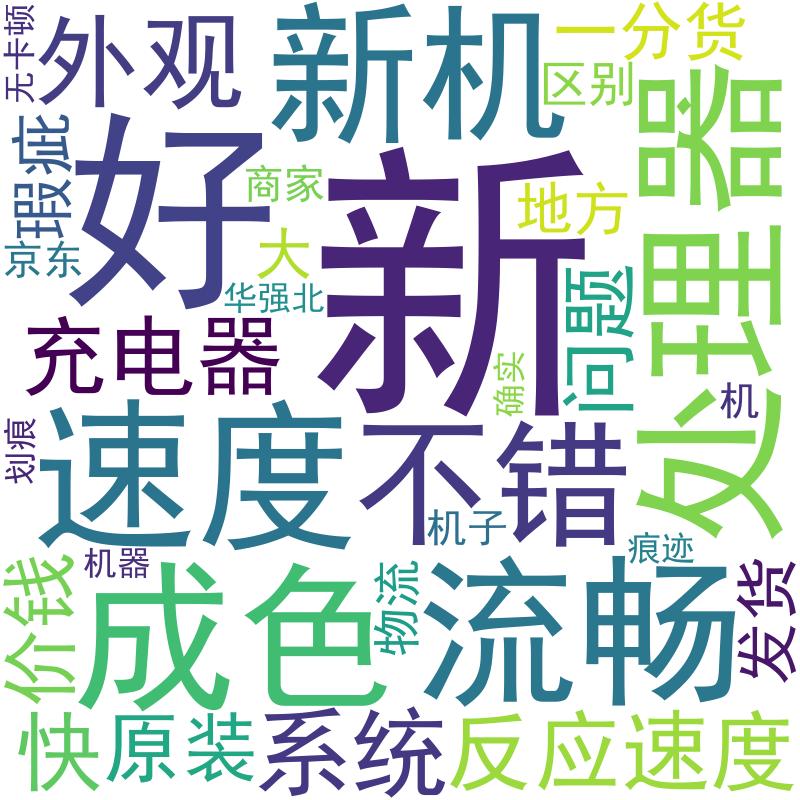 无卡顿
外观
新机
一分货
区别
处理器
瑕疵
好
商家
新
地方
大
京东
华强北
问题
充电器
确实
机
速度
不错
划痕
机子
痕迹
机器
价钱
成色
物流
流畅
发货
快
原装
系统
反应速度